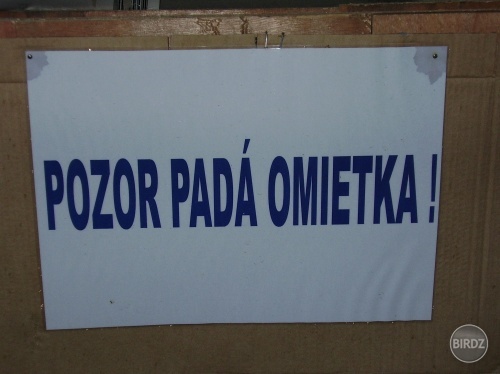 POZOR PADÁ OMIETKA !
BIRDZ